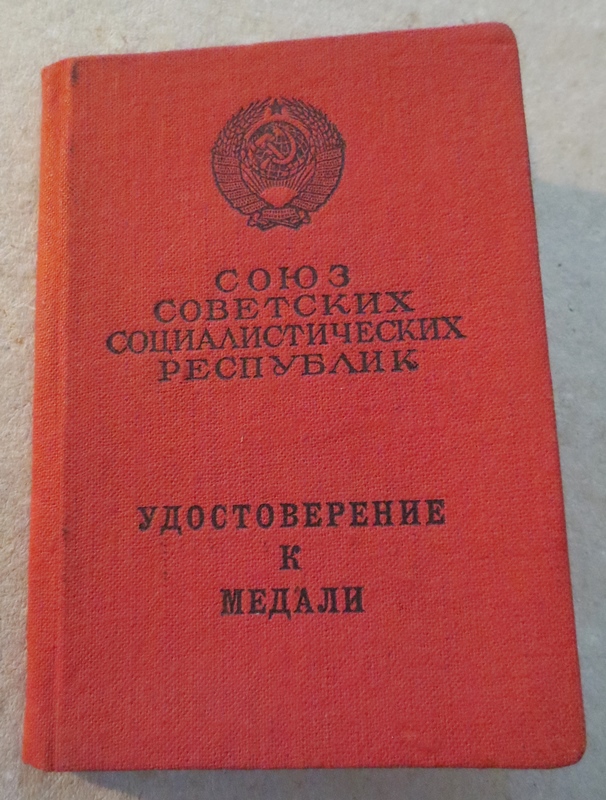 СОЮЗ
СОВЕТСКИХ
СОЦИАЛИСТИЧЕСКИХ
РЕСПУБЛИК
УДОСТОВЕРЕНИЕ
К
МЕДАЛИ